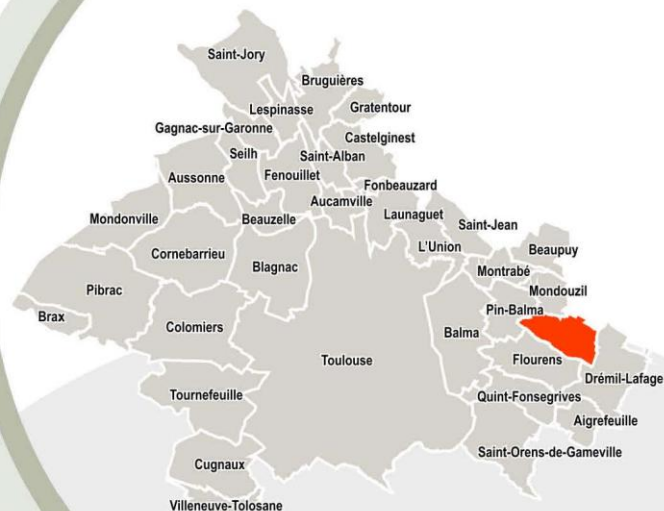 Saint-Jory
Bruguières
Lespinasse
Gratentour
Gagnac-sur-Garonne
Castelginest
Seilh
Saint-Alban
Aussonne
Fenouillet
Fonbeauzard
Aucamville
Mondonville
Beauzelle
Launaguet
Saint-Jean
L'Union
Beaupuy
Cornebarrieu
Blagnac
Montrabé
Pibrac
Mondouzil
Brax
Pin-Balma
Colomiers
Balma
Toulouse
Flourens
Drémil-Lafage
Tournefeuille
Quint-Fonsegrives
Aigrefeuille
Saint-Orens-de-Gameville
Cugnaux
Villeneuve-Tolosane